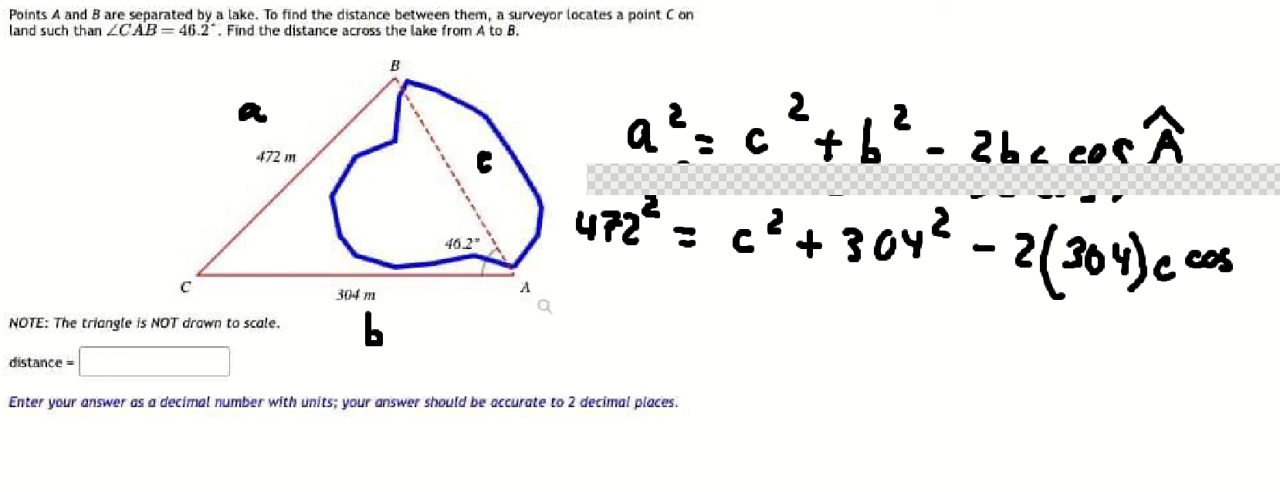 Points A and B are separated by a lake. To find the distance between them, a surveyor locates a point C on
land such than ∠CAB = 46.2°. Find the distance across the lake from A to B.
B
a
472 m
c
46.2°
C
A
304 m
b
a² = c² + b² - 2bc cos Â
472² = c² + 304² - 2(304)c cos
NOTE: The triangle is NOT drawn to scale.
distance =
Enter your answer as a decimal number with units; your answer should be accurate to 2 decimal places.